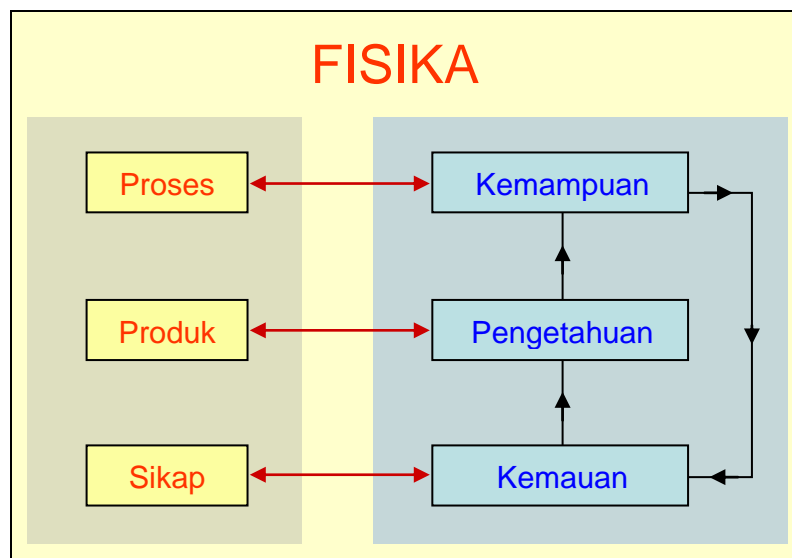 FISIKA
Proses
Kemampuan
Produk
Pengetahuan
Sikap
Kemauan